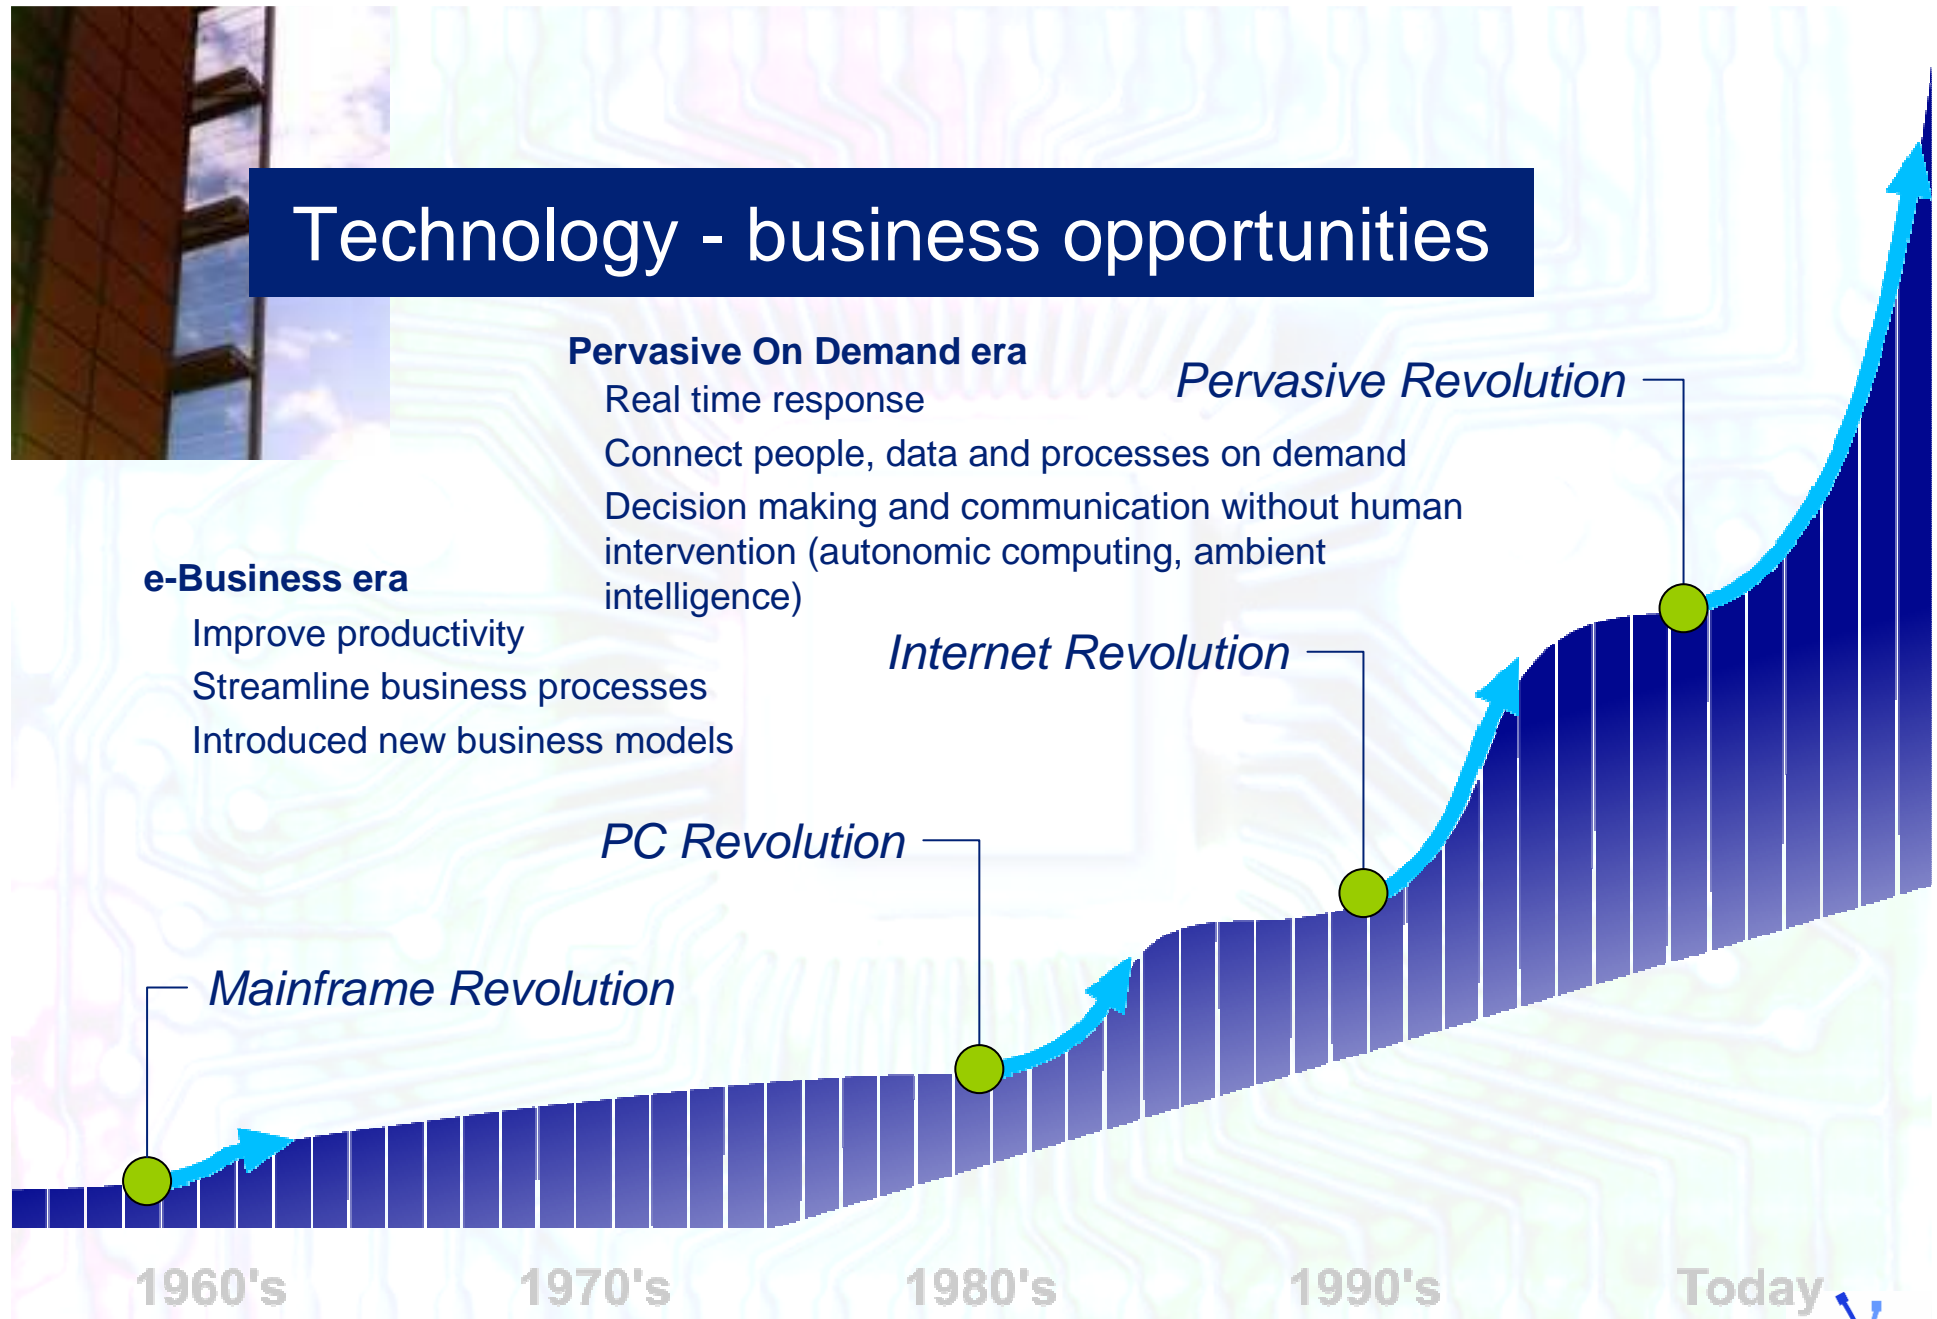 Technology - business opportunities
Pervasive On Demand era
Real time response
Connect people, data and processes on demand
Decision making and communication without human
intervention (autonomic computing, ambient
intelligence)
Pervasive Revolution
e-Business era
Improve productivity
Streamline business processes
Introduced new business models
Internet Revolution
PC Revolution
Mainframe Revolution
1960's
1970's
1980's
1990's
Today